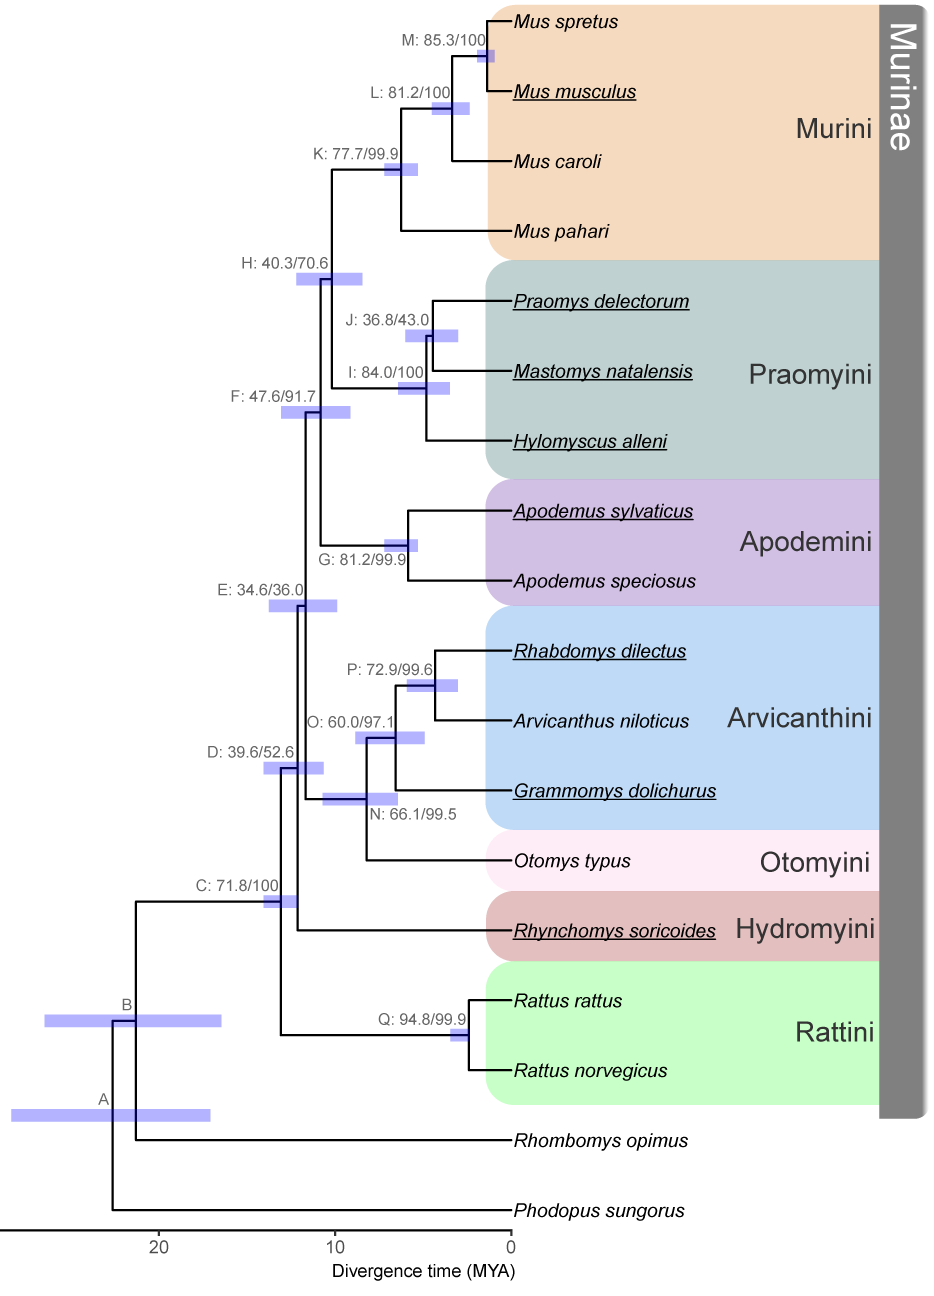 Mus spretus
Murinae
M: 85.3/100
L: 81.2/100
Mus musculus
Murini
K: 77.7/99.9
Mus caroli
Mus pahari
H: 40.3/70.6
Praomys delectorum
J: 36.8/43.0
I: 84.0/100
Mastomys natalensis
Praomyini
F: 47.6/91.7
Hylomyscus alleni
Apodemus sylvaticus
Apodemini
G: 81.2/99.9
Apodemus speciosus
E: 34.6/36.0
Rhabdomys dilectus
P: 72.9/99.6
O: 60.0/97.1
Arvicanthus niloticus
Arvicanthini
D: 39.6/52.6
Grammomys dolichurus
N: 66.1/99.5
Otomys typus
Otomyini
C: 71.8/100
Rhynchomys soricoides
Hydromyini
B
Rattus rattus
Q: 94.8/99.9
Rattini
Rattus norvegicus
A
Rhombomys opimus
Phodopus sungorus
20 10 0
Divergence time (MYA)